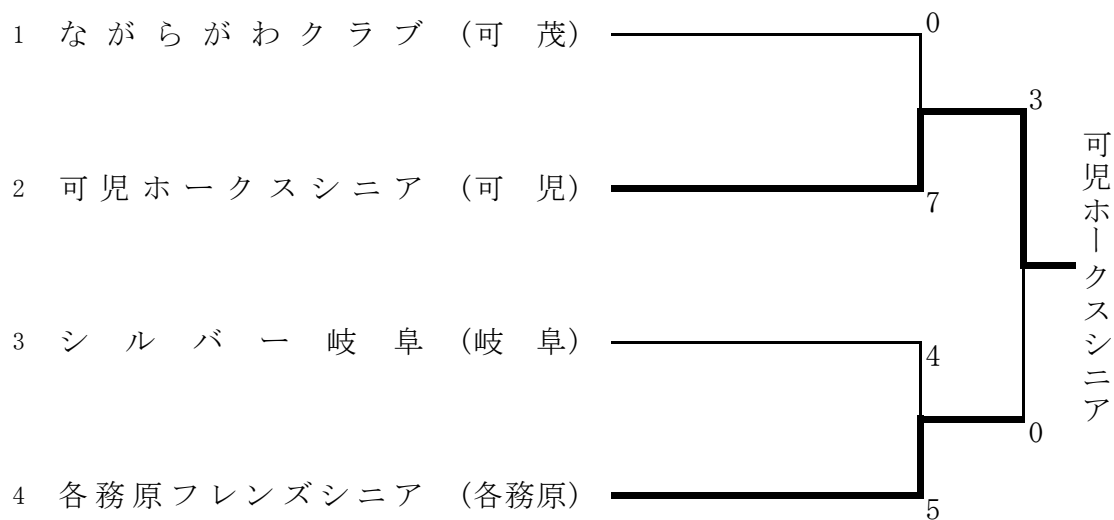 1 ながらがわクラブ (可 茂) 0
3
2 可児ホークスシニア (可 児) 7
可児ホークスシニア
3 シルバー岐阜 (岐 阜) 4
0
4 各務原フレンズシニア (各務原) 5